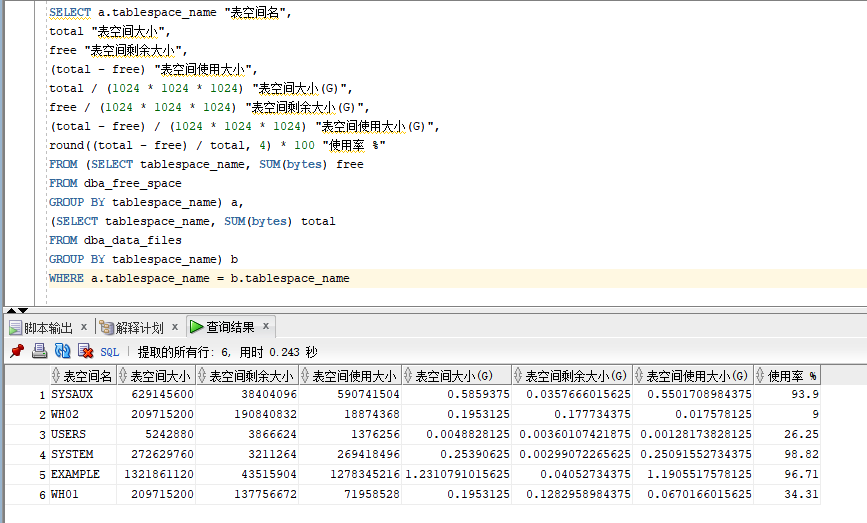 SELECT a.tablespace_name "表空间名",
total "表空间大小",
free "表空间剩余大小",
(total - free) "表空间使用大小",
total / (1024 * 1024 * 1024) "表空间大小(G)",
free / (1024 * 1024 * 1024) "表空间剩余大小(G)",
(total - free) / (1024 * 1024 * 1024) "表空间使用大小(G)",
round((total - free) / total, 4) * 100 "使用率 %"
FROM (SELECT tablespace_name, SUM(bytes) free
FROM dba_free_space
GROUP BY tablespace_name) a,
(SELECT tablespace_name, SUM(bytes) total
FROM dba_data_files
GROUP BY tablespace_name) b
WHERE a.tablespace_name = b.tablespace_name
脚本输出 x 解释计划 x 查询结果 x
SQL | 提取的所有行: 6, 用时 0.243 秒
表空间名 表空间大小 表空间剩余大小 表空间使用大小 表空间大小(G) 表空间剩余大小(G) 表空间使用大小(G) 使用率 %
1 SYSAUX 629145600 38404096 590741504 0.5859375 0.0357666015625 0.5501708984375 93.9
2 WH02 209715200 190840832 18874368 0.1953125 0.177734375 0.017578125 9
3 USERS 5242880 3866624 1376256 0.0048828125 0.00360107421875 0.00128173828125 26.25
4 SYSTEM 272629760 3211264 269418496 0.25390625 0.00299072265625 0.25091552734375 98.82
5 EXAMPLE 1321861120 43515904 1278345216 1.2310791015625 0.04052734375 1.1905517578125 96.71
6 WH01 209715200 137756672 71958528 0.1953125 0.1282958984375 0.0670166015625 34.31